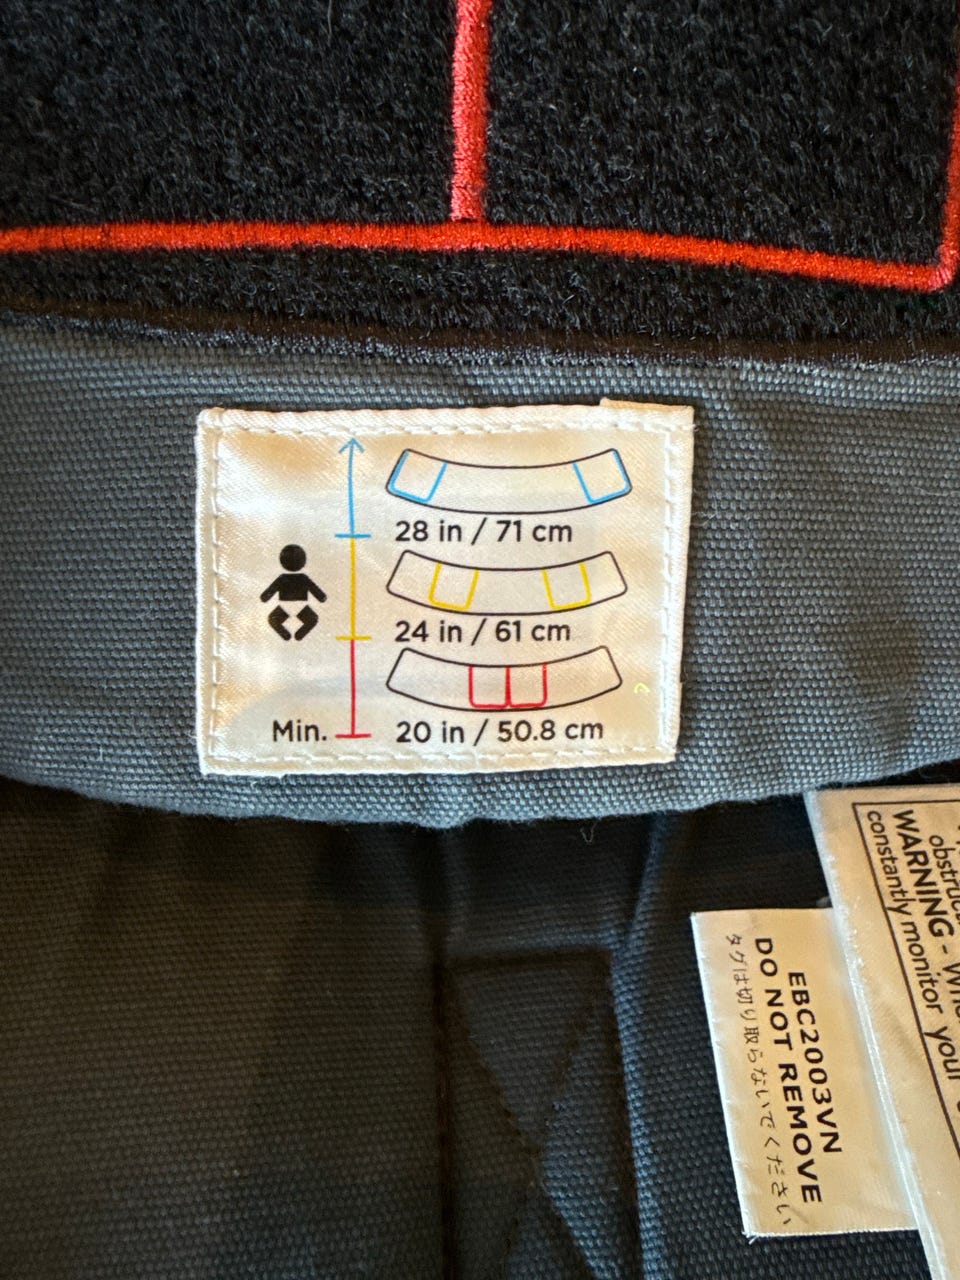 28 in / 71 cm
24 in / 61 cm
Min. 20 in / 50.8 cm
EBC2003VN
DO NOT REMOVE
タグは切り取らないでください
WARNING -
constantly monitor your